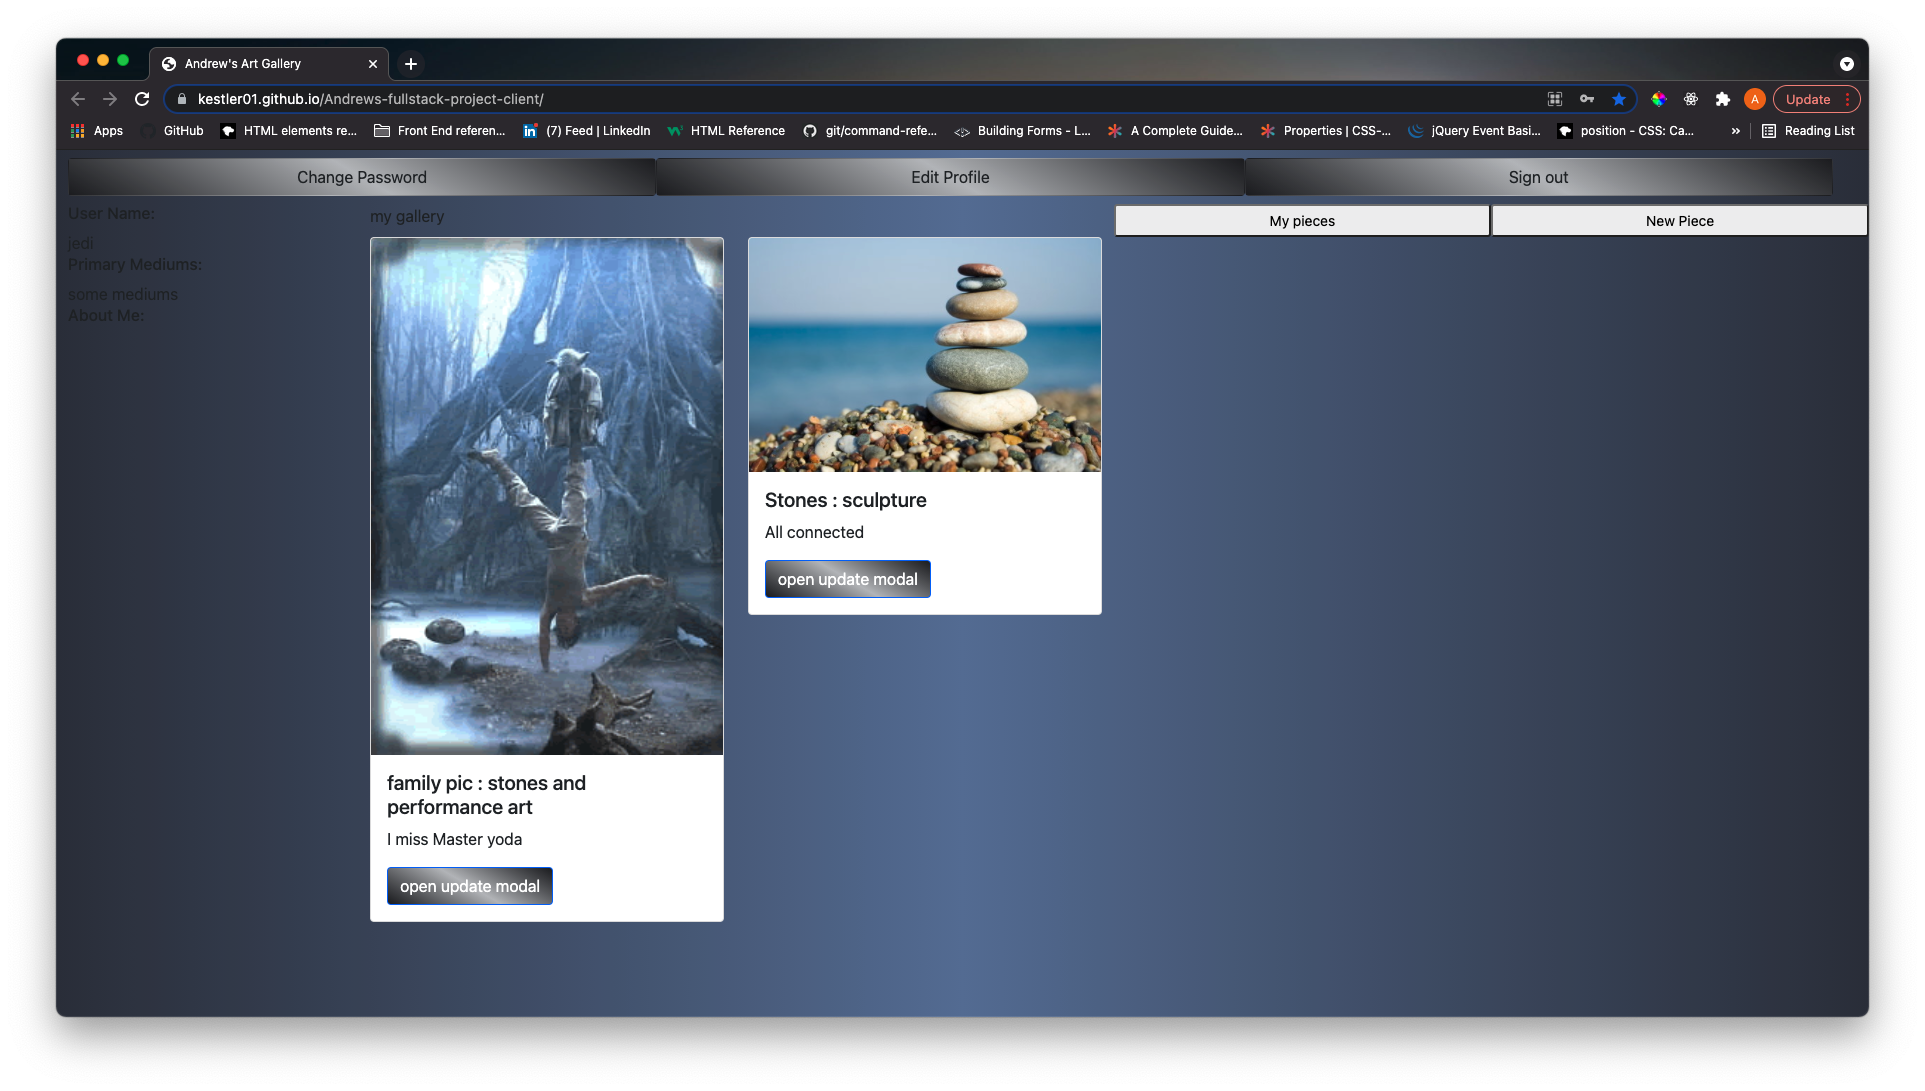 Andrew's Art Gallery
kestler01.github.io/Andrews-fullstack-project-client/
A
Update
Apps
GitHub
HTML elements re...
Front End referen...
(7) Feed | LinkedIn
HTML Reference
git/command-refe...
Building Forms - L...
A Complete Guide...
Properties | CSS-...
jQuery Event Basi...
position - CSS: Ca...
»
Reading List
Change Password
Edit Profile
Sign out
User Name:
jedi
Primary Mediums:
some mediums
About Me:
my gallery
family pic : stones and
performance art
I miss Master yoda
open update modal
Stones : sculpture
All connected
open update modal
My pieces
New Piece